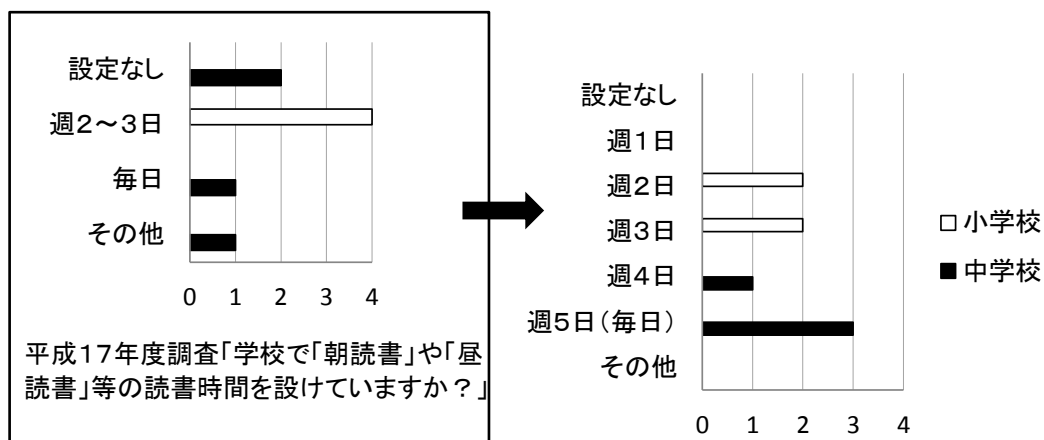 設定なし
週2~3日
毎日
その他
0 1 2 3 4
平成17年度調査「学校で「朝読書」や「昼
読書」等の読書時間を設けていますか?」
設定なし
週1日
週2日
週3日
週4日
週5日(毎日)
その他
0 1 2 3 4
小学校
中学校